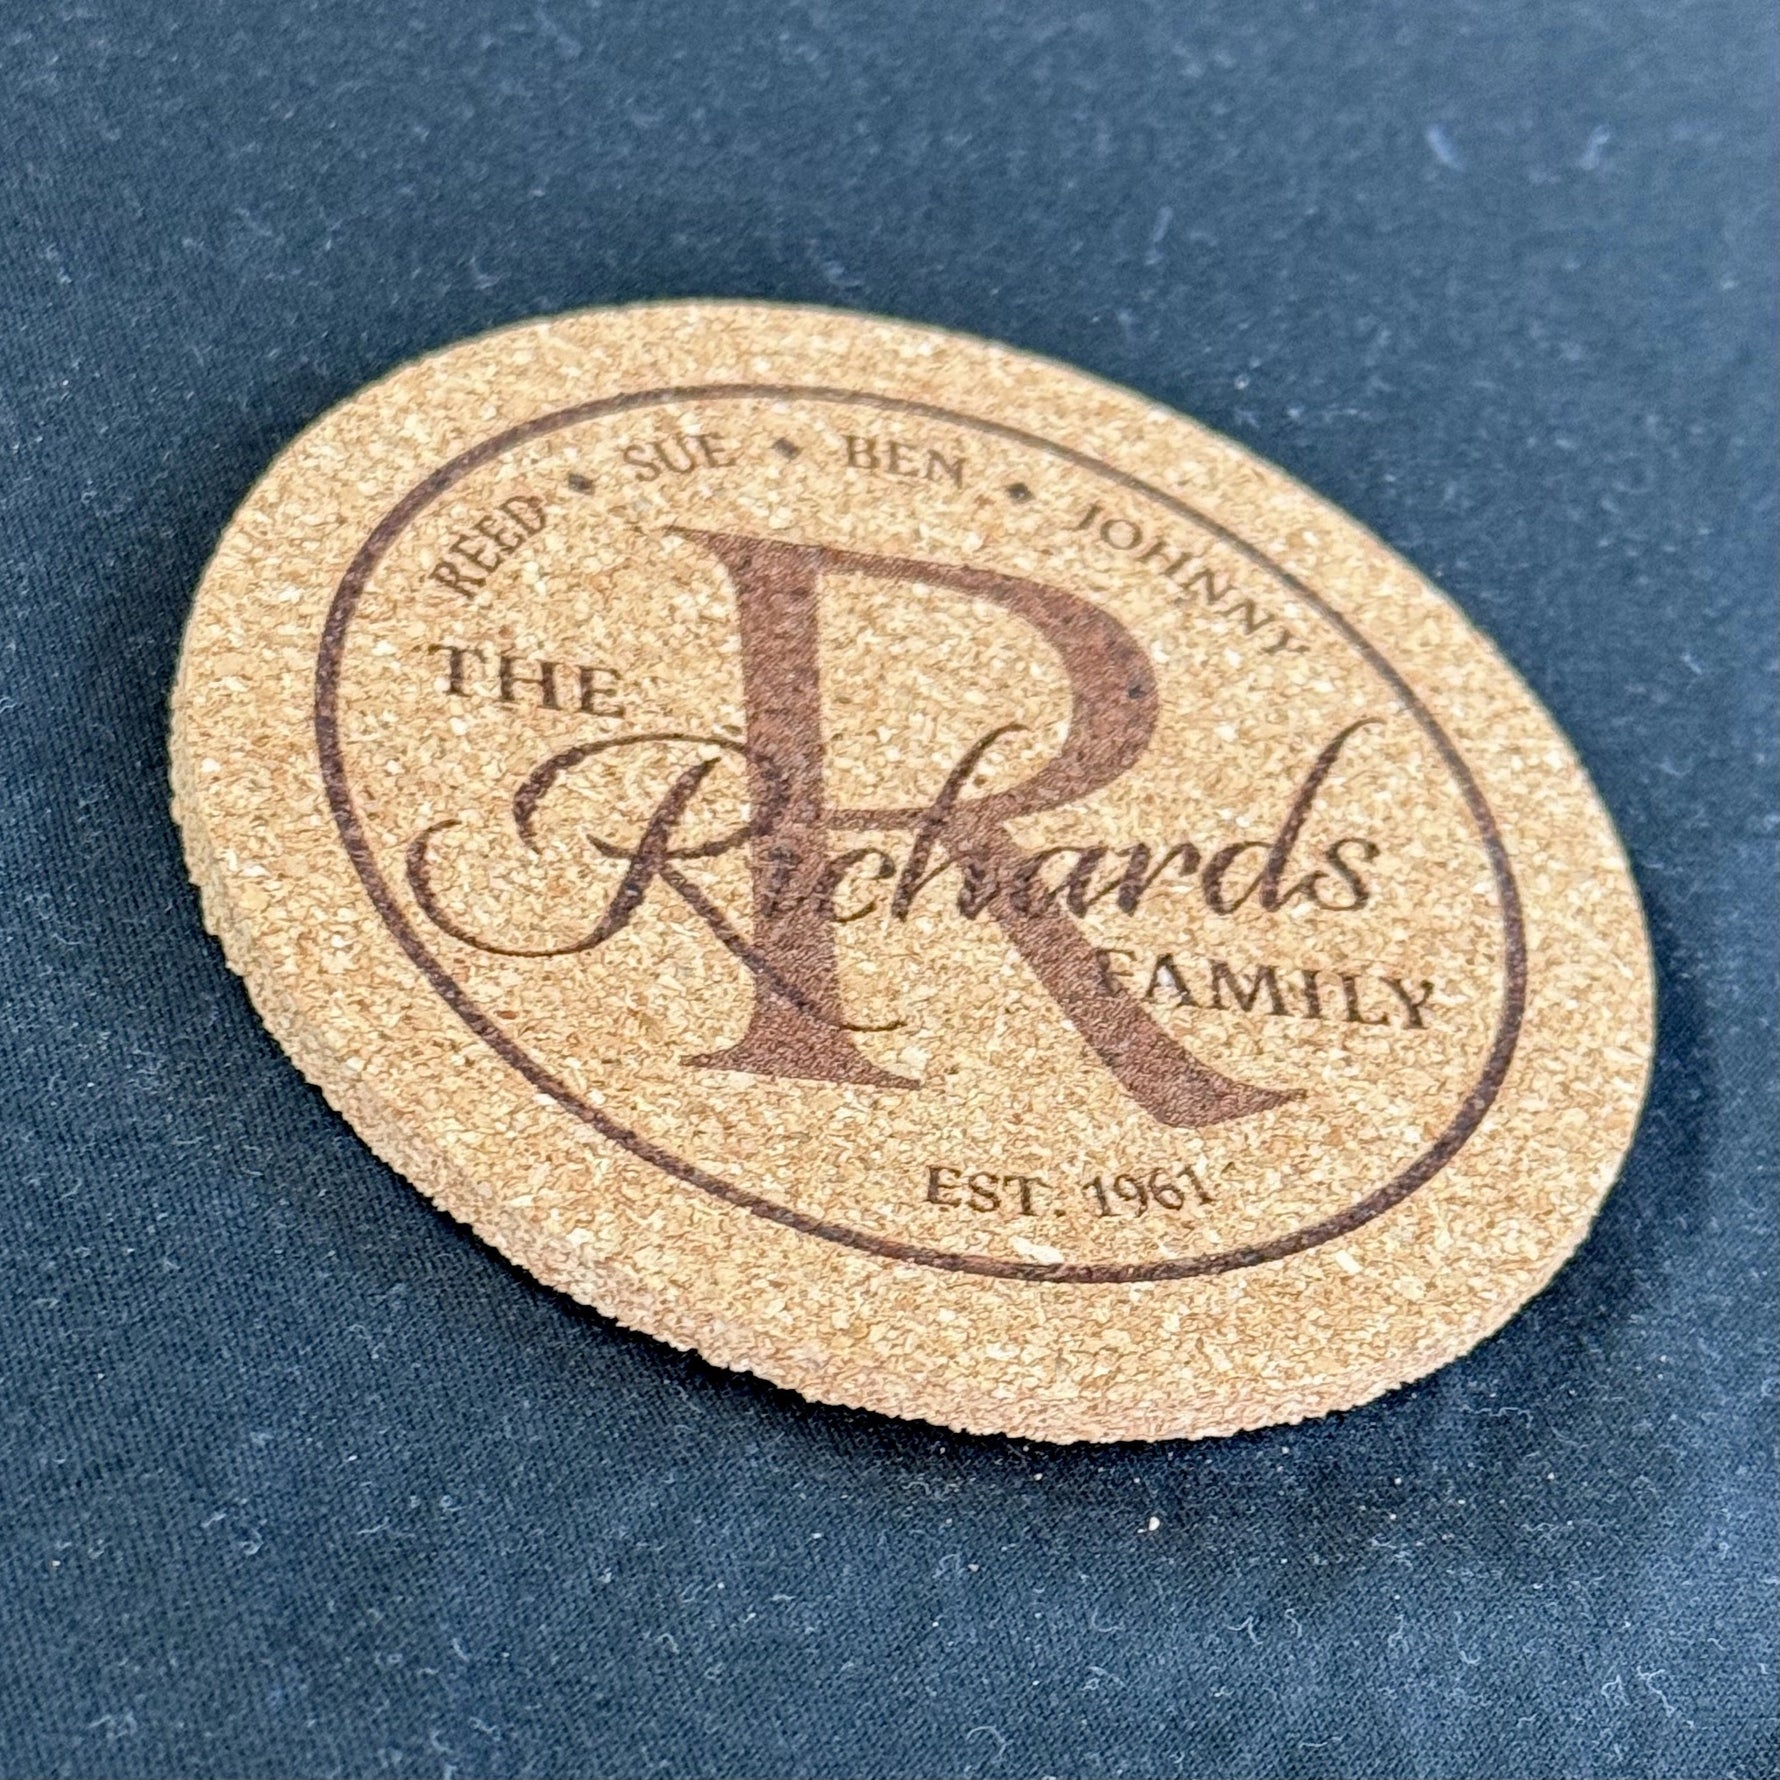 REED ◆ SUE ◆ BEN ◆ JOHNNY
R
THE
Richards
FAMILY
EST. 1961